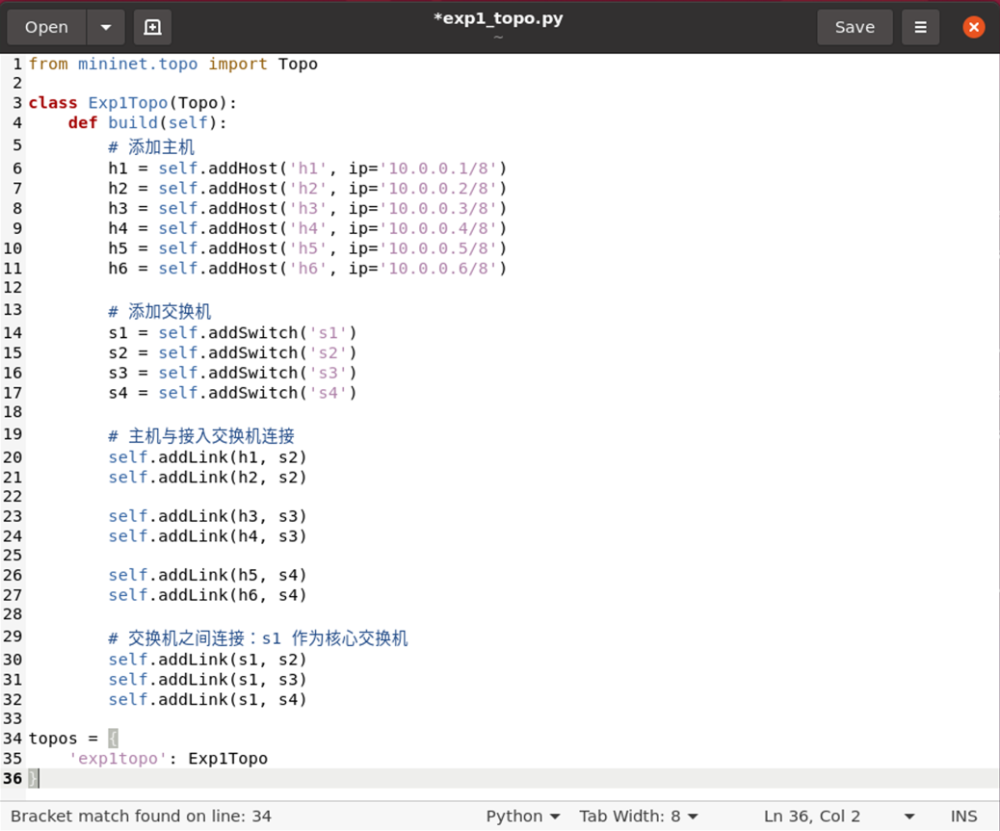 Open
*exp1_topo.py
~
Save
1 from mininet.topo import Topo
2
3 class Exp1Topo(Topo):
4     def build(self):
5         # 添加主机
6         h1 = self.addHost('h1', ip='10.0.0.1/8')
7         h2 = self.addHost('h2', ip='10.0.0.2/8')
8         h3 = self.addHost('h3', ip='10.0.0.3/8')
9         h4 = self.addHost('h4', ip='10.0.0.4/8')
10         h5 = self.addHost('h5', ip='10.0.0.5/8')
11         h6 = self.addHost('h6', ip='10.0.0.6/8')
12
13         # 添加交换机
14         s1 = self.addSwitch('s1')
15         s2 = self.addSwitch('s2')
16         s3 = self.addSwitch('s3')
17         s4 = self.addSwitch('s4')
18
19         # 主机与接入交换机连接
20         self.addLink(h1, s2)
21         self.addLink(h2, s2)
22
23         self.addLink(h3, s3)
24         self.addLink(h4, s3)
25
26         self.addLink(h5, s4)
27         self.addLink(h6, s4)
28
29         # 交换机之间连接：s1 作为核心交换机
30         self.addLink(s1, s2)
31         self.addLink(s1, s3)
32         self.addLink(s1, s4)
33
34 topos = {
35     'exp1topo': Exp1Topo
36 }
Bracket match found on line: 34
Python
Tab Width: 8
Ln 36, Col 2
INS